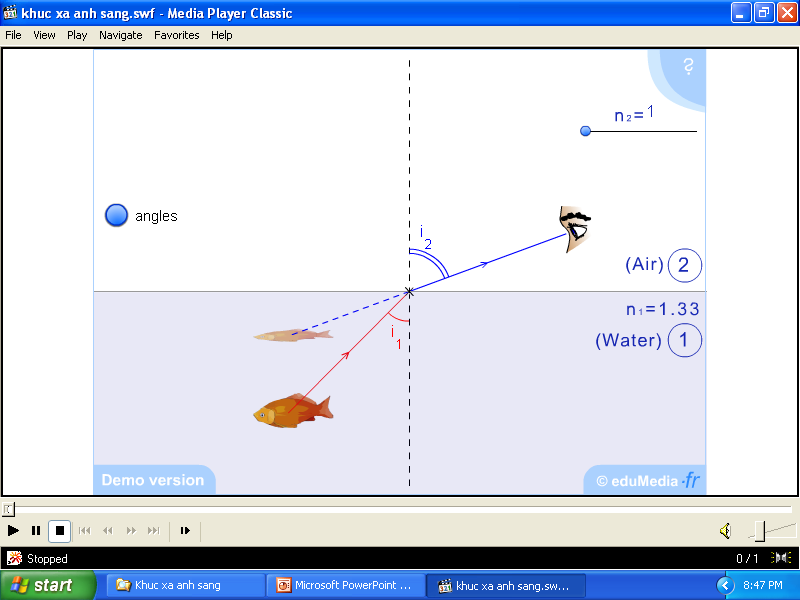 khuc xa anh sang.swf - Media Player Classic
File View Play Navigate Favorites Help
?
n₂=1
angles
i₂
(Air) 2
n₁=1.33
i₁
(Water) 1
Demo version
© eduMedia-fr
Stopped
0 / 1
start
Khuc xa anh sang
Microsoft PowerPoint ...
khuc xa anh sang.sw...
8:47 PM